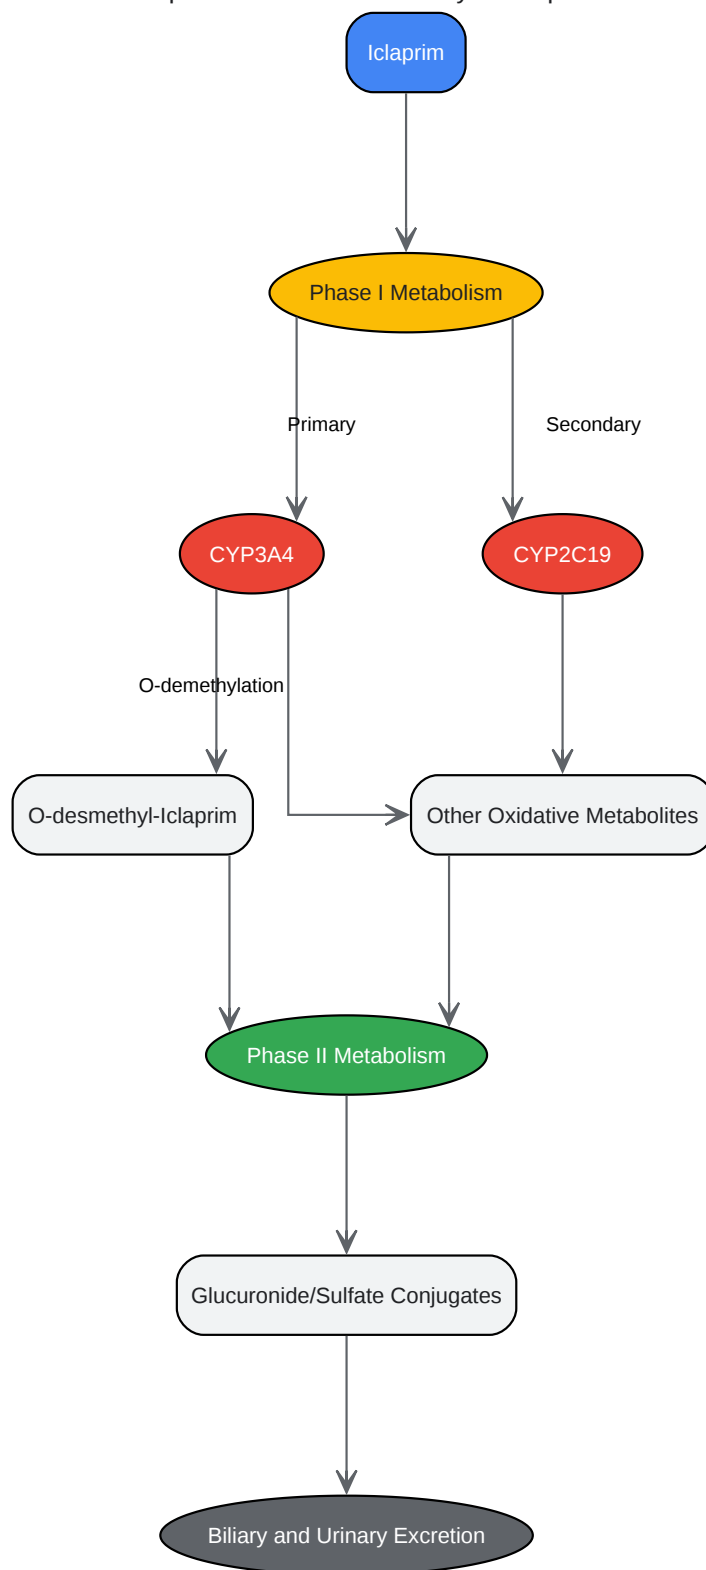 Iclaprim
Phase I Metabolism
Primary
Secondary
CYP3A4
CYP2C19
O-demethylation
O-desmethyl-Iclaprim
Other Oxidative Metabolites
Phase II Metabolism
Glucuronide/Sulfate Conjugates
Biliary and Urinary Excretion